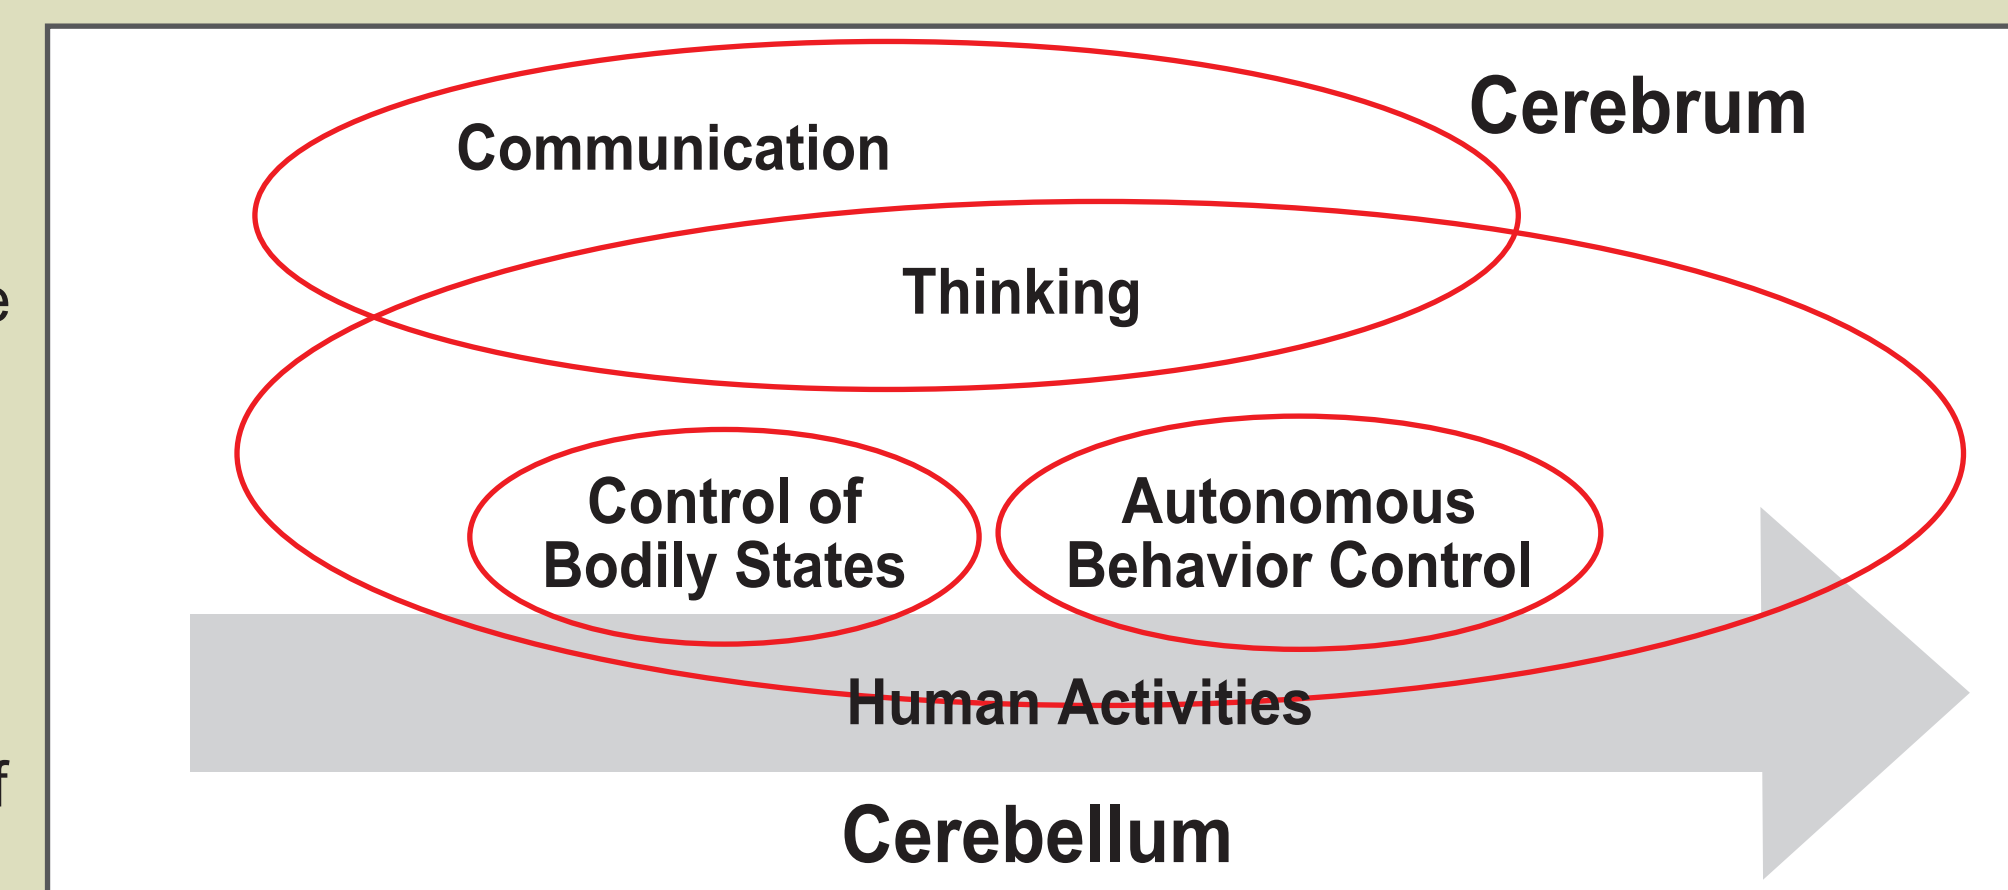 Cerebrum
Communication
Thinking
e
Control of
Bodily States
Autonomous
Behavior Control
Human Activities
f
Cerebellum